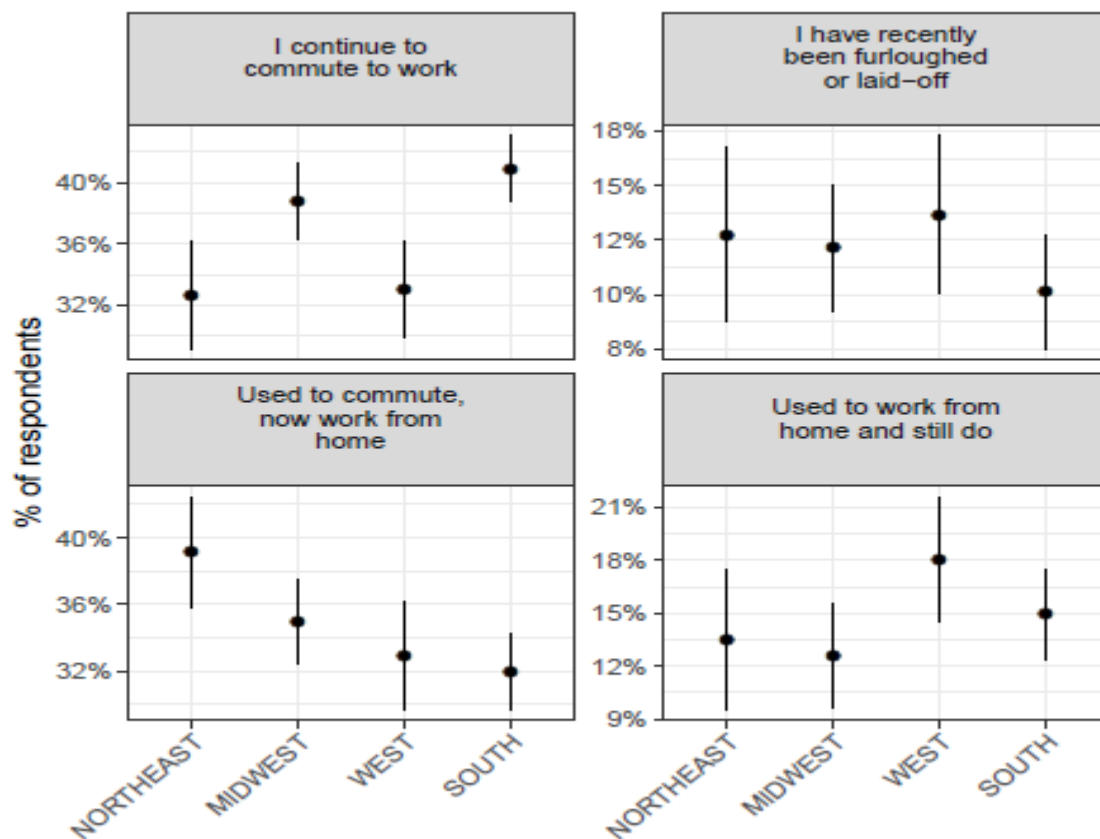 I continue to
commute to work
I have recently
been furloughed
or laid−off
40%
36%
32%
18%
15%
12%
10%
8%
Used to commute,
now work from
home
Used to work from
home and still do
40%
36%
32%
21%
18%
15%
12%
9%
% of respondents
NORTHEAST
MIDWEST
WEST
SOUTH
NORTHEAST
MIDWEST
WEST
SOUTH